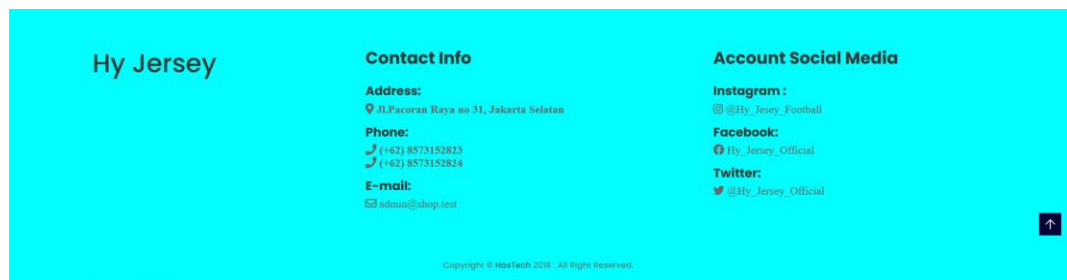 Hy Jersey
Contact Info
Address:
Jl.Pacoran Raya no 31, Jakarta Selatan
Phone:
(+62) 8573152823
(+62) 8573152824
E-mail:
admin@shop.test
Account Social Media
Instagram :
@Hy_Jesey_Football
Facebook:
Hy_Jersey_Official
Twitter:
@Hy_Jersey_Official
Copyright © HasTech 2018 . All Right Reserved.